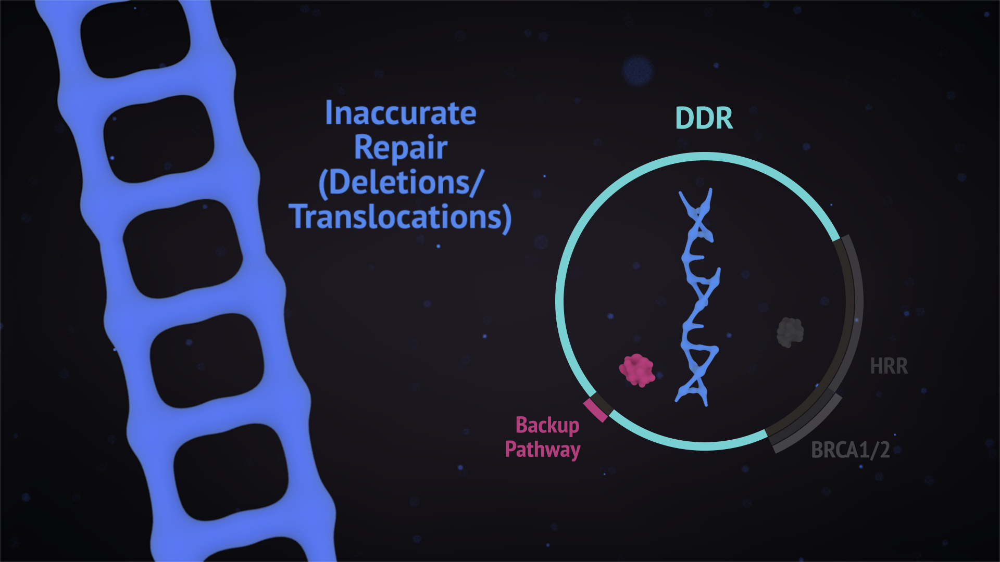 Inaccurate
Repair
(Deletions/
Translocations)
DDR
HRR
Backup
Pathway
BRCA1/2